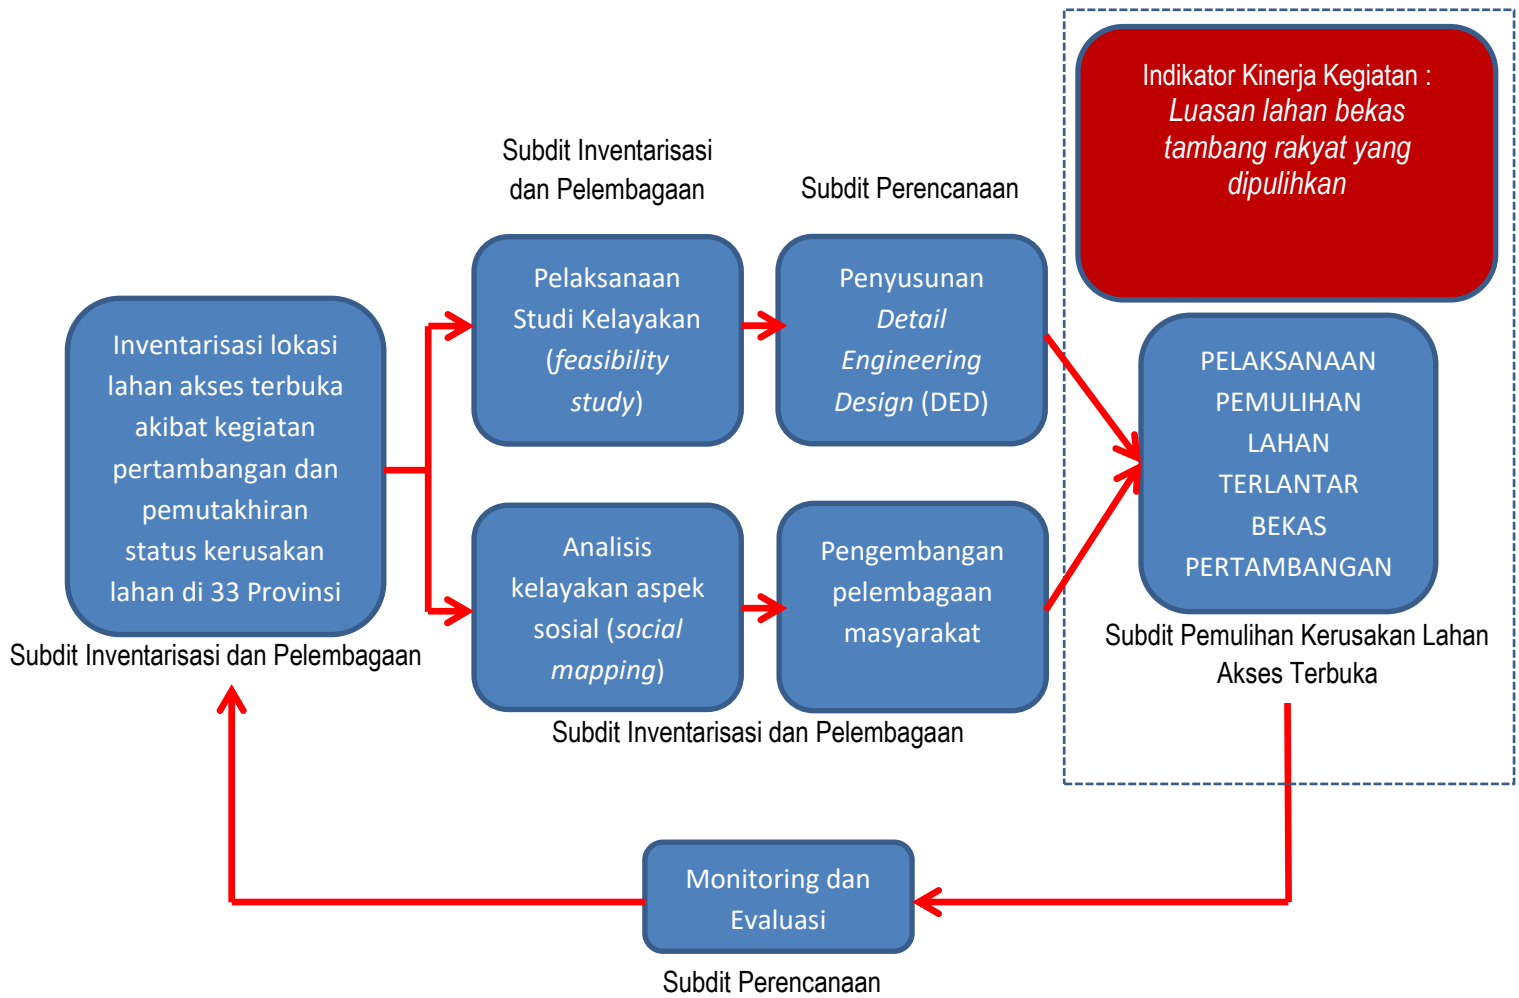 Indikator Kinerja Kegiatan :
Luasan lahan bekas
tambang rakyat yang
dipulihkan
Subdit Inventarisasi
dan Pelembagaan
Subdit Perencanaan
Inventarisasi lokasi
lahan akses terbuka
akibat kegiatan
pertambangan dan
pemutakhiran
status kerusakan
lahan di 33 Provinsi
Subdit Inventarisasi dan Pelembagaan
Pelaksanaan
Studi Kelayakan
(feasibility
study)
Penyusunan
Detail
Engineering
Design (DED)
Analisis
kelayakan aspek
sosial (social
mapping)
Pengembangan
pelembagaan
masyarakat
Subdit Inventarisasi dan Pelembagaan
PELAKSANAAN
PEMULIHAN
LAHAN
TERLANTAR
BEKAS
PERTAMBANGAN
Subdit Pemulihan Kerusakan Lahan
Akses Terbuka
Monitoring dan
Evaluasi
Subdit Perencanaan